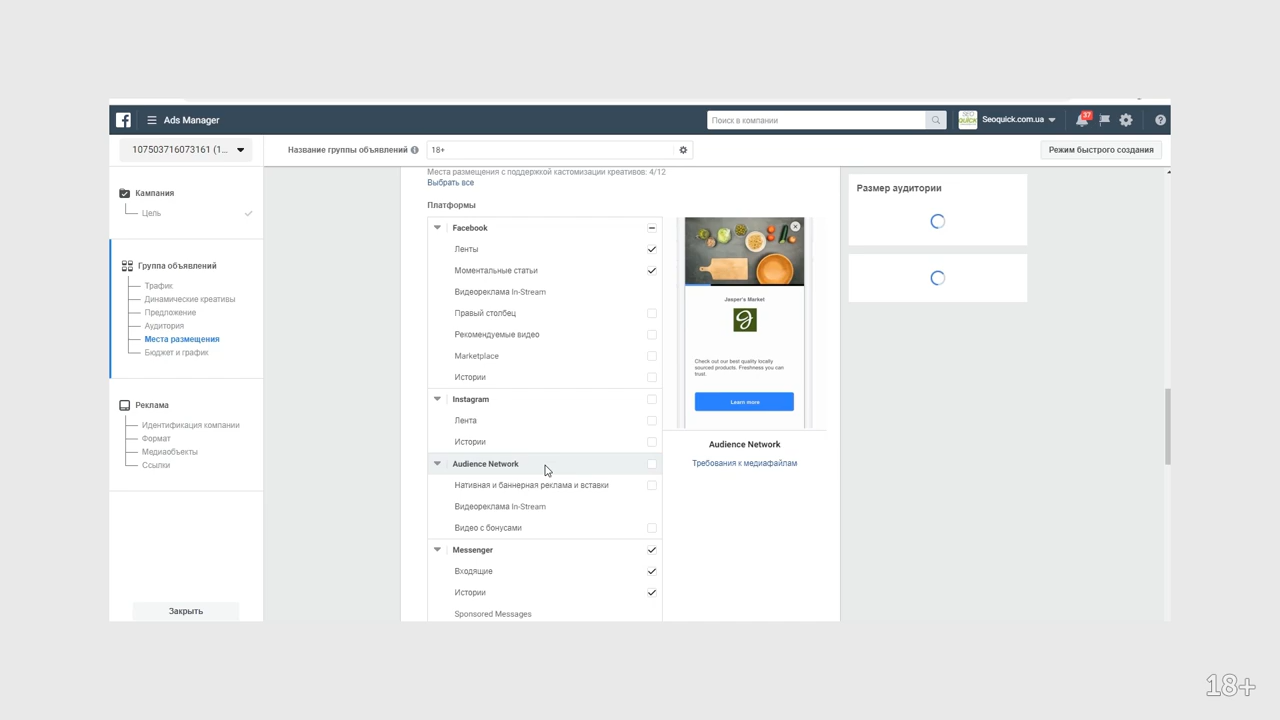 Ads Manager
Поиск в компании
SEO
QUICK
Seoquick.com.ua
37
107503716073161 (1...
Название группы объявлений
18+
Режим быстрого создания
Кампания
Цель
Группа объявлений
Трафик
Динамические креативы
Предложение
Аудитория
Места размещения
Бюджет и график
Реклама
Идентификация компании
Формат
Медиаобъекты
Ссылки
Закрыть
Места размещения с поддержкой кастомизации креативов: 4/12
Выбрать все
Платформы
Facebook
Ленты
Моментальные статьи
Видеореклама In-Stream
Правый столбец
Рекомендуемые видео
Marketplace
Истории
Instagram
Лента
Истории
Audience Network
Нативная и баннерная реклама и вставки
Видеореклама In-Stream
Видео с бонусами
Messenger
Входящие
Истории
Sponsored Messages
Jasper's Market
Check out our best quality locally
sourced products. Freshness you can
trust.
Learn more
Audience Network
Требования к медиафайлам
Размер аудитории
18+